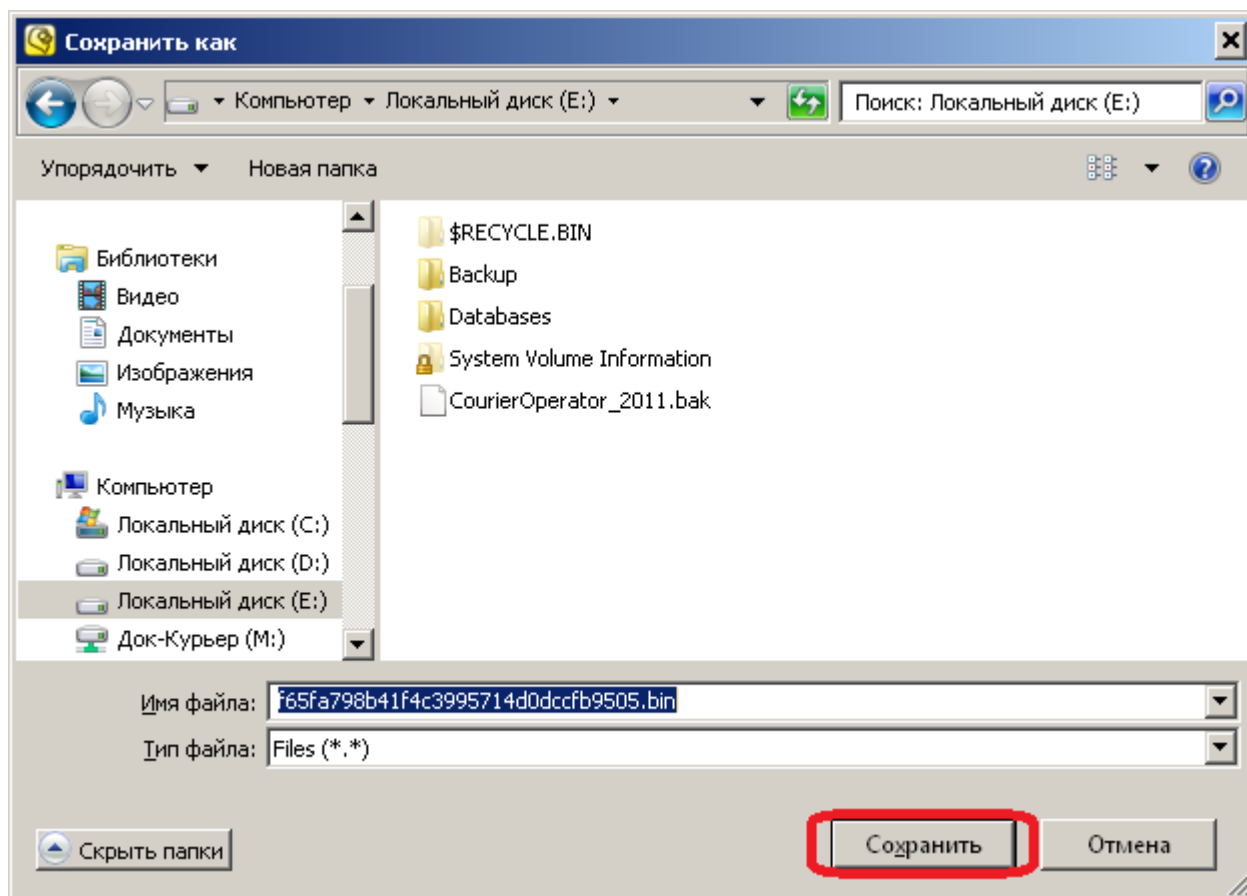 Сохранить как
Компьютер Локальный диск (E:)
Поиск: Локальный диск (E:)
Упорядочить Новая папка
Библиотеки
Видео
Документы
Изображения
Музыка
Компьютер
Локальный диск (C:)
Локальный диск (D:)
Локальный диск (E:)
Док-Курьер (M:)
$RECYCLE.BIN
Backup
Databases
System Volume Information
CourierOperator_2011.bak
Имя файла: f65fa798b41f4c3995714d0dccfb9505.bin
Тип файла: Files (*.*)
Скрыть папки
Сохранить
Отмена